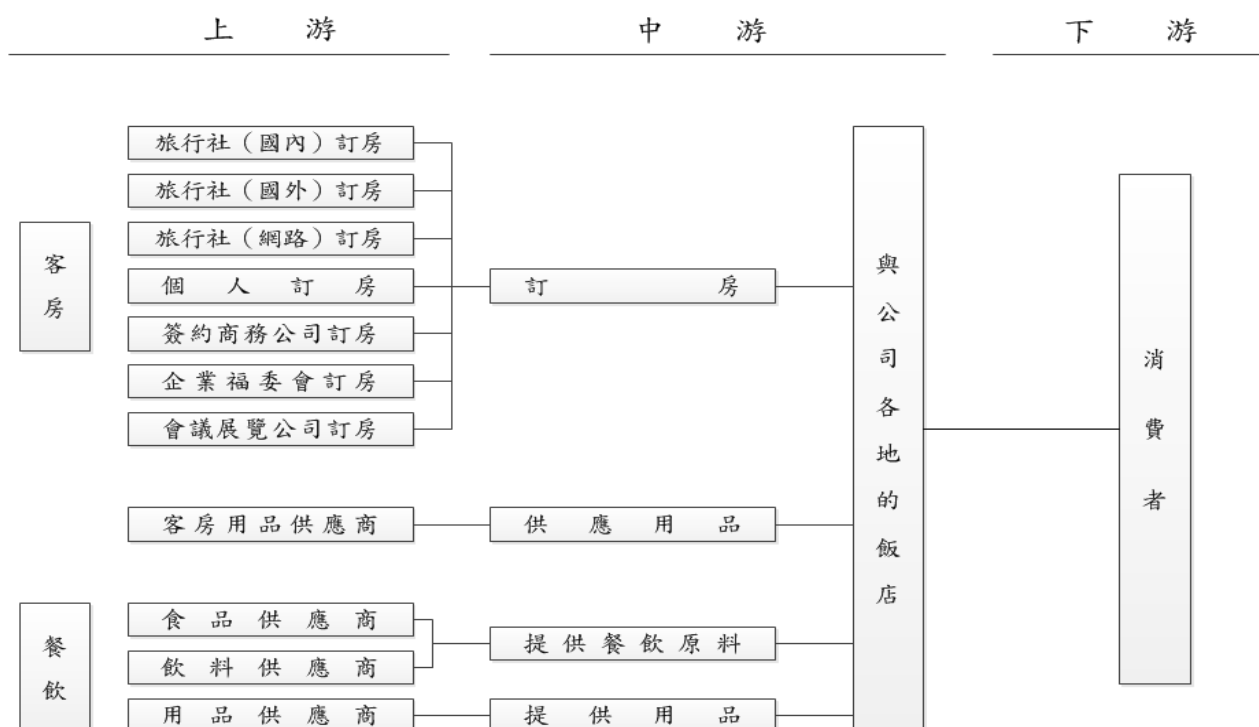 上游
中游
下游
旅行社（國內）訂房
旅行社（國外）訂房
旅行社（網路）訂房
個人訂房
簽約商務公司訂房
企業福委會訂房
會議展覽公司訂房
客房
訂房
與公司各地的飯店
消費者
客房用品供應商
供應用品
餐飲
食品供應商
飲料供應商
提供餐飲原料
用品供應商
提供用品